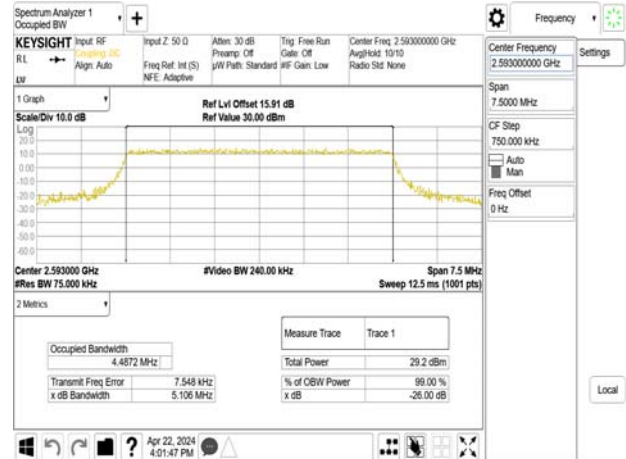 Spectrum Analyzer 1
Occupied BW
+
Frequency
KEYSIGHT
Input: RF
Coupling: DC
Align: Auto
Input Z: 50 Ω
Freq Ref: Int (S)
NFE: Adaptive
Atten: 30 dB
Preamp: Off
µW Path: Standard
Trig: Free Run
Gate: Off
#IF Gain: Low
Center Freq: 2.593000000 GHz
Avg|Hold: 10/10
Radio Std: None
RL
LXI
Center Frequency
2.593000000 GHz
Settings
Span
7.5000 MHz
CF Step
750.000 kHz
Auto
Man
Freq Offset
0 Hz
Local
1 Graph
Scale/Div 10.0 dB
Ref Lvl Offset 15.91 dB
Ref Value 30.00 dBm
Log
20.0
10.0
0.00
-10.0
-20.0
-30.0
-40.0
-50.0
-60.0
Center 2.593000 GHz
#Res BW 75.000 kHz
#Video BW 240.00 kHz
Span 7.5 MHz
Sweep 12.5 ms (1001 pts)
2 Metrics
Measure Trace Trace 1
Occupied Bandwidth
4.4872 MHz
Total Power 29.2 dBm
Transmit Freq Error 7.548 kHz
% of OBW Power 99.00 %
x dB Bandwidth 5.106 MHz
x dB -26.00 dB
?
Apr 22, 2024
4:01:47 PM